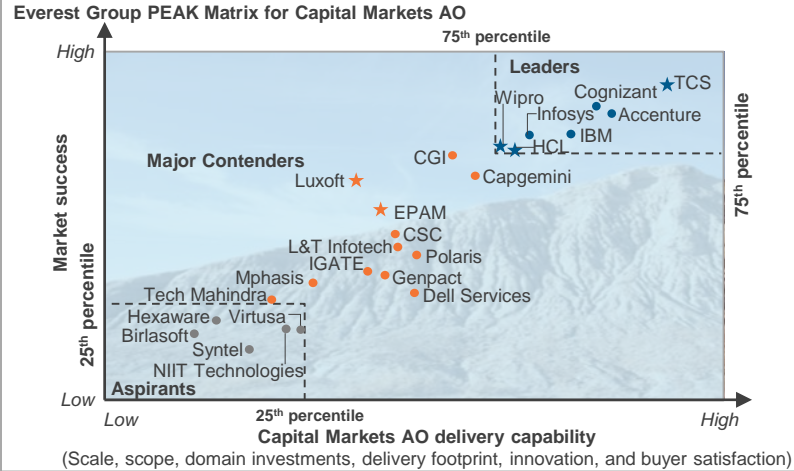 Everest Group PEAK Matrix for Capital Markets AO
75th percentile
High
Leaders
TCS
Cognizant
Wipro
Infosys
Accenture
IBM
HCL
CGI
Major Contenders
Capgemini
Luxoft
EPAM
CSC
L&T Infotech
Polaris
IGATE
Genpact
Mphasis
Dell Services
Tech Mahindra
Hexaware
Virtusa
Birlasoft
Syntel
NIIT Technologies
Aspirants
Market success
75th percentile
25th percentile
Low
Low
25th percentile
High
Capital Markets AO delivery capability
(Scale, scope, domain investments, delivery footprint, innovation, and buyer satisfaction)